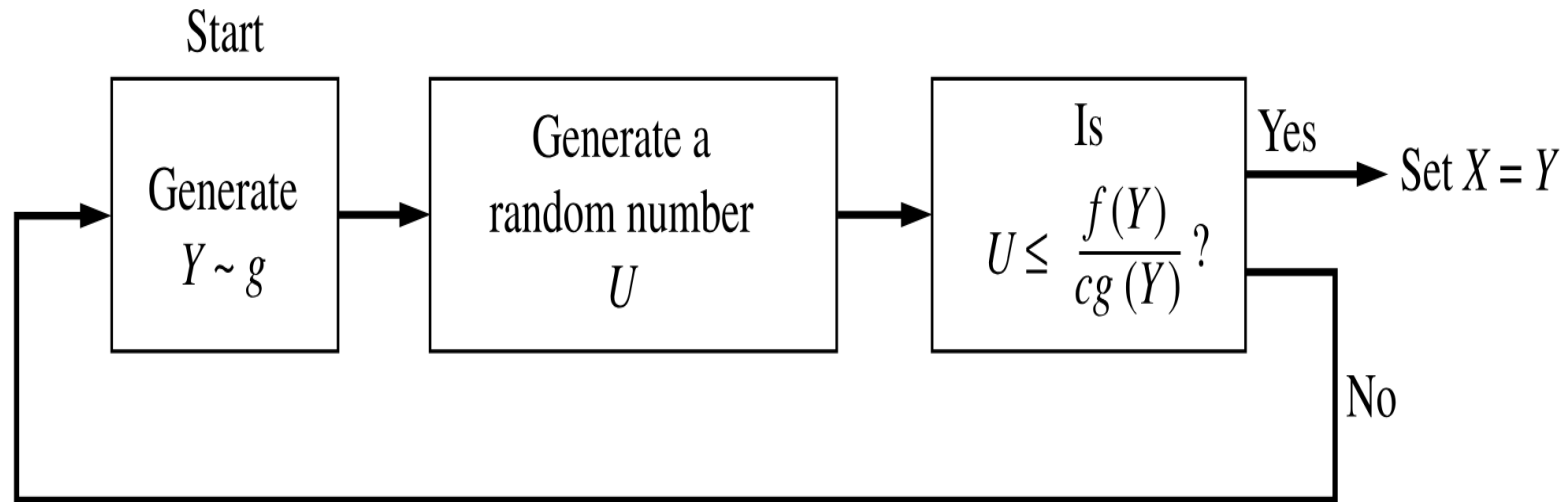 Start
Generate
Y ~ g
Generate a
random number
U
Is
U ≤ f(Y)
cg(Y) ?
Yes
Set X = Y
No